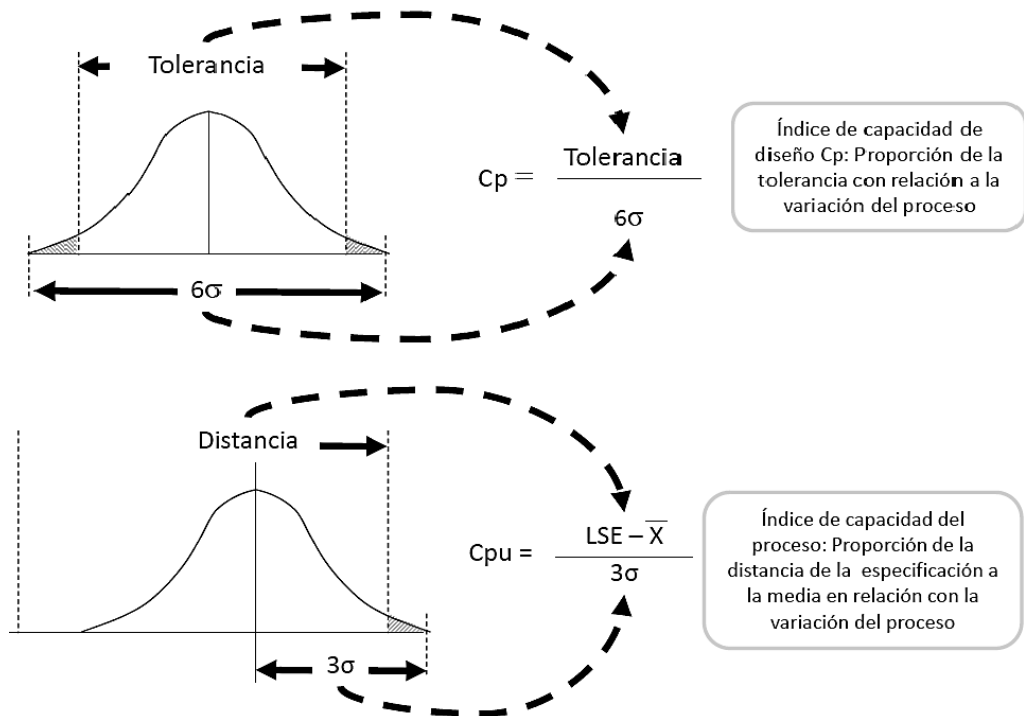 Tolerancia
6σ
Cp = Tolerancia
6σ
Índice de capacidad de
diseño Cp: Proporción de la
tolerancia con relación a la
variación del proceso
Distancia
3σ
Cpu = LSE – X̅
3σ
Índice de capacidad del
proceso: Proporción de la
distancia de la especificación a
la media en relación con la
variación del proceso